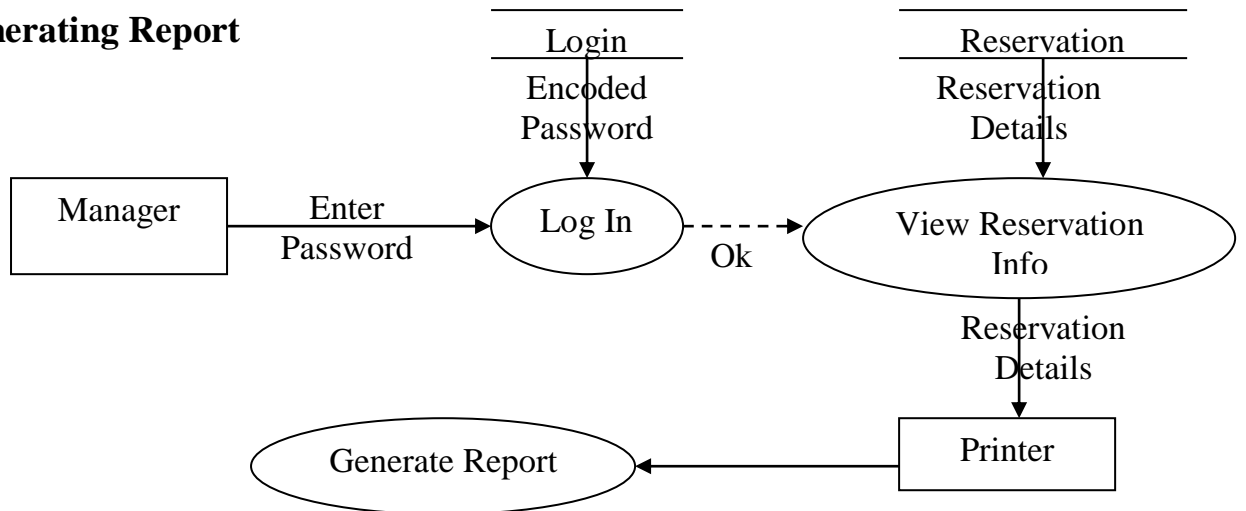 nerating Report
Login
Reservation
Encoded
Password
Reservation
Details
Manager
Enter
Password
Log In
Ok
View Reservation
Info
Reservation
Details
Generate Report
Printer